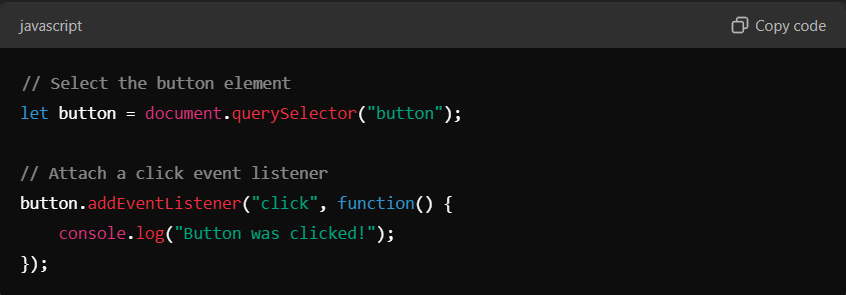 javascript
Copy code
// Select the button element
let button = document.querySelector("button");
// Attach a click event listener
button.addEventListener("click", function() {
    console.log("Button was clicked!");
});